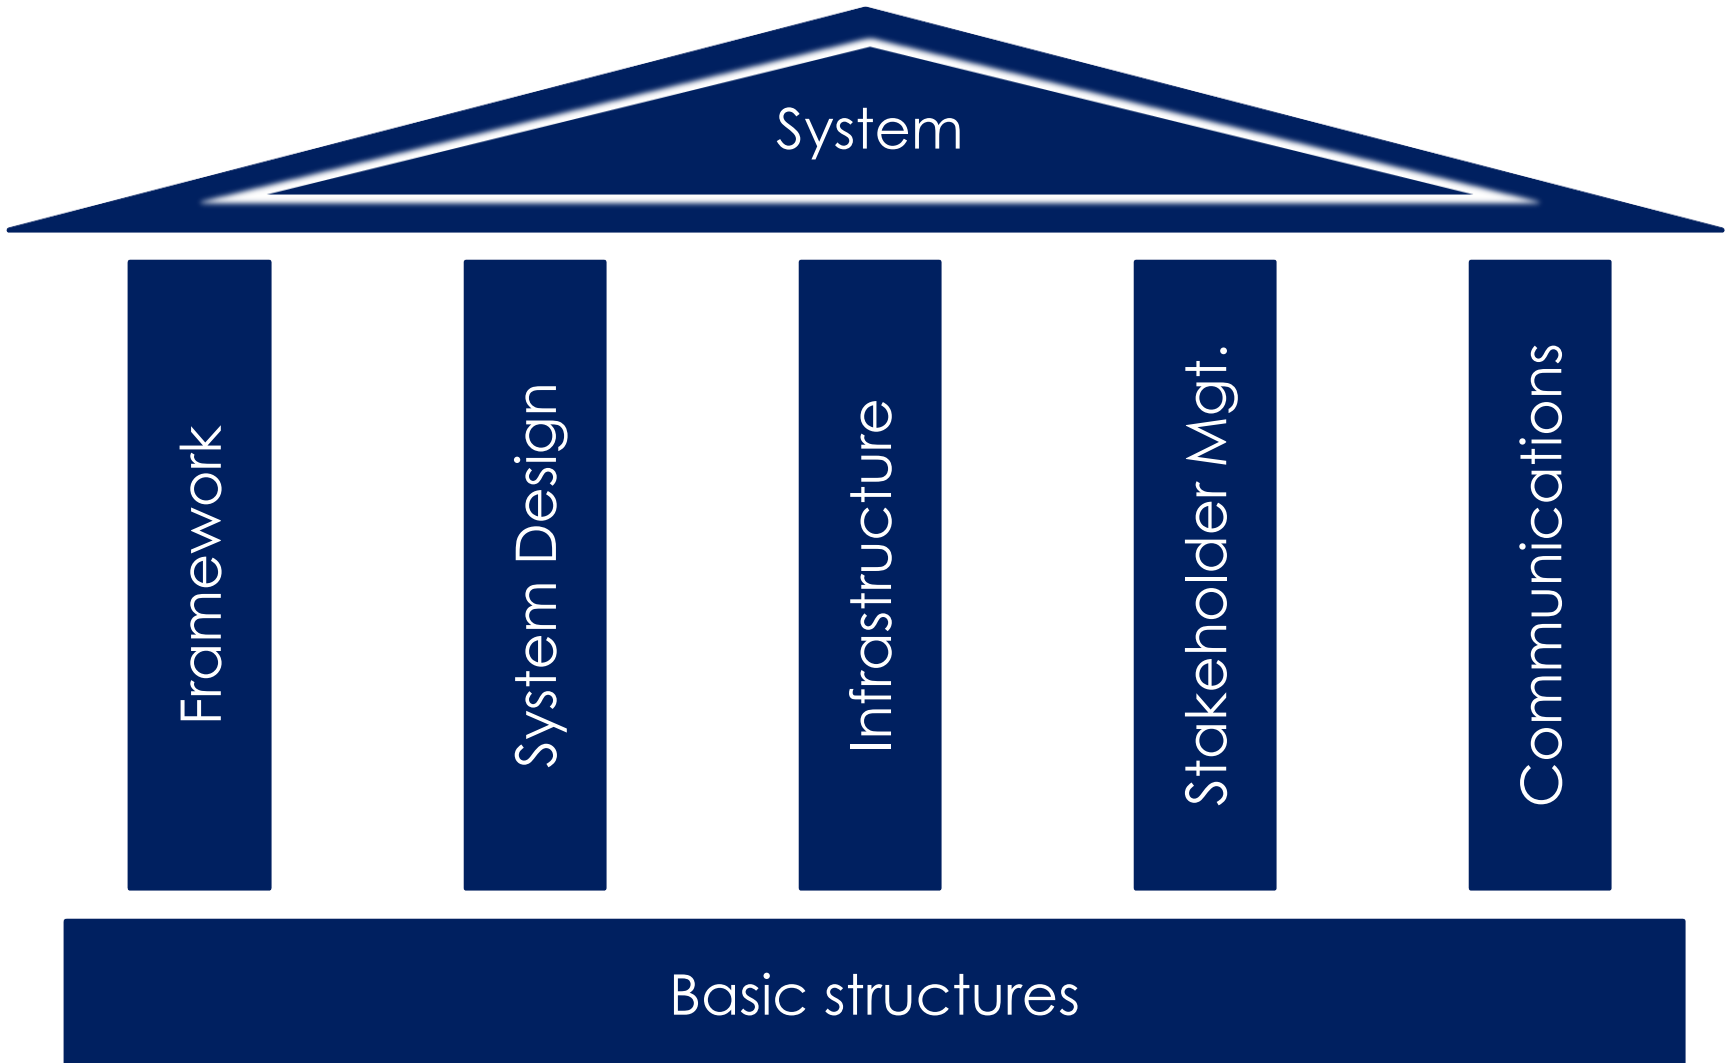 System
Framework
System Design
Infrastructure
Stakeholder Mgt.
Communications
Basic structures